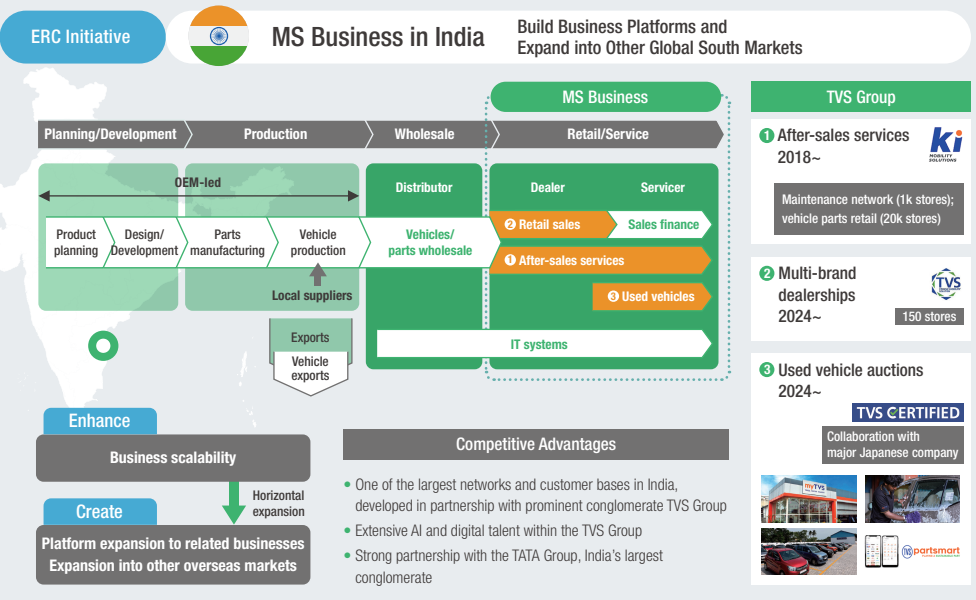 ERC Initiative
MS Business in India
Build Business Platforms and
Expand into Other Global South Markets
MS Business
Planning/Development
Production
Wholesale
Retail/Service
OEM-led
Distributor
Dealer
Servicer
Product
planning
Design/
Development
Parts
manufacturing
Vehicle
production
Vehicles/
parts wholesale
❷ Retail sales
Sales finance
❶ After-sales services
❸ Used vehicles
Local suppliers
IT systems
Exports
Vehicle
exports
Enhance
Business scalability
Horizontal
expansion
Create
Platform expansion to related businesses
Expansion into other overseas markets
Competitive Advantages
• One of the largest networks and customer bases in India,
developed in partnership with prominent conglomerate TVS Group
• Extensive AI and digital talent within the TVS Group
• Strong partnership with the TATA Group, India's largest
conglomerate
TVS Group
❶ After-sales services
2018~
ki
MOBILITY
SOLUTIONS
Maintenance network (1k stores);
vehicle parts retail (20k stores)
❷ Multi-brand
dealerships
2024~
TVS
150 stores
❸ Used vehicle auctions
2024~
TVS CERTIFIED
Collaboration with
major Japanese company
myTVS
TVS partsmart